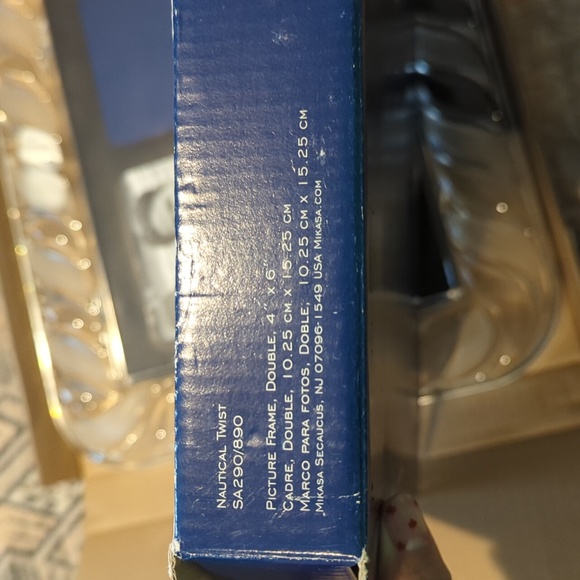 NAUTICAL TWIST
SA290/890
PICTURE FRAME, DOUBLE, 4" X 6"
CADRE, DOUBLE, 10.25 CM X 15.25 CM
MARCO PARA FOTOS, DOBLE, 10.25 CM X 15.25 CM
MIKASA SECAUCUS, NJ 07096-1549 USA MIKASA.COM